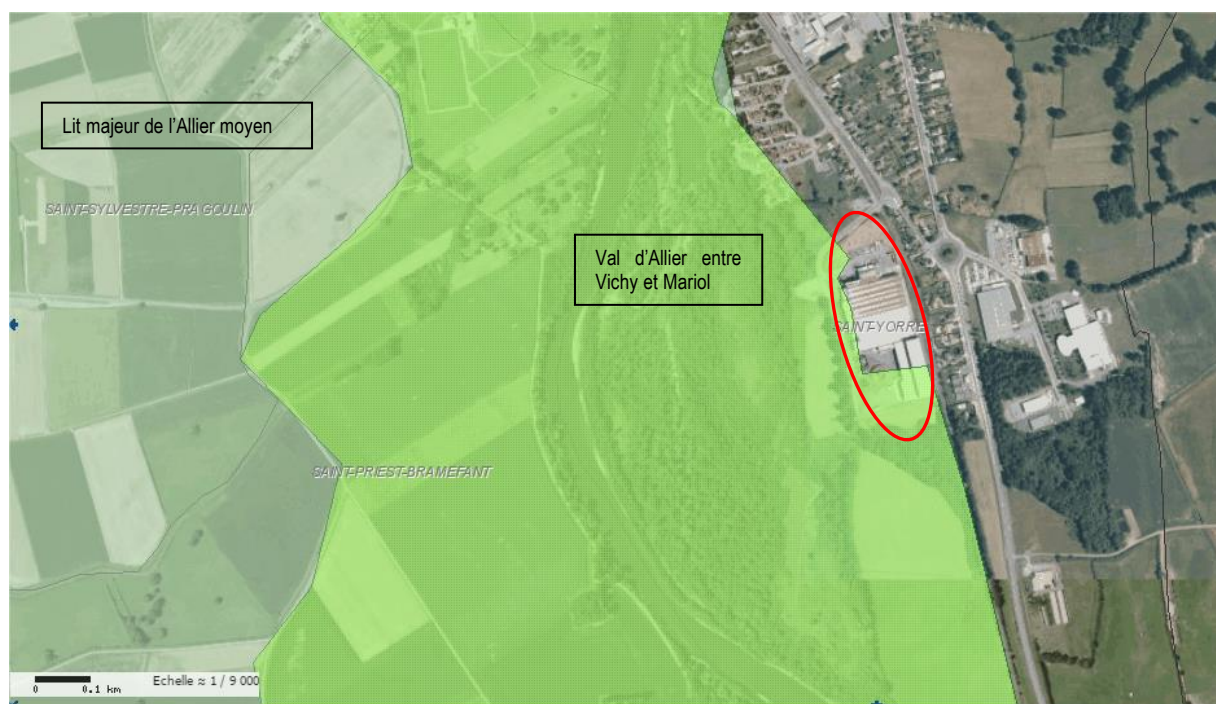 Lit majeur de l'Allier moyen
SAINT-SYLVESTRE-PRAGOULIN
Val d'Allier entre
Vichy et Mariol
SAINT-YORRE
SAINT-PRIEST-BRAMEFANT
Echelle ≈ 1 / 9 000
0 0.1 km